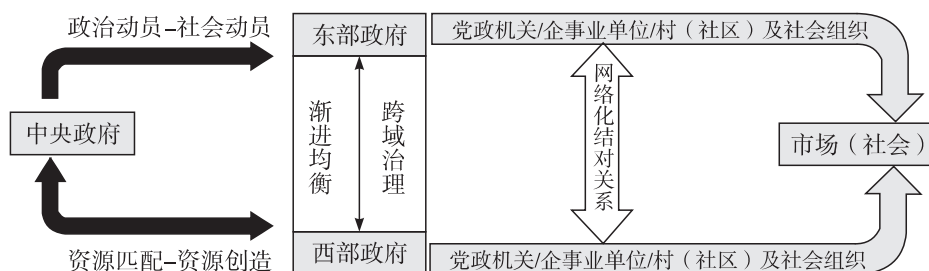 政治动员–社会动员
东部政府
党政机关/企事业单位/村（社区）及社会组织
中央政府
渐进均衡
跨域治理
网络化结对关系
市场（社会）
西部政府
党政机关/企事业单位/村（社区）及社会组织
资源匹配–资源创造